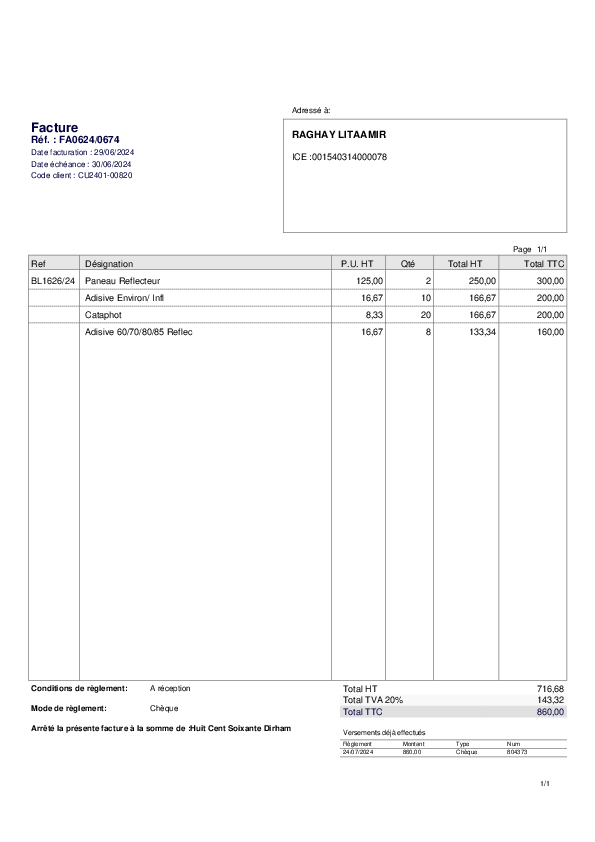 Adressé à:
Facture
Réf. : FA0624/0674
Date facturation : 29/06/2024
Date échéance : 30/06/2024
Code client : CU2401-00820
RAGHAY LITAAMIR
ICE :001540314000078
Page 1/1
Ref Désignation P.U. HT Qté Total HT Total TTC
BL1626/24 Paneau Reflecteur 125,00 2 250,00 300,00
Adisive Environ/ Infl 16,67 10 166,67 200,00
Cataphot 8,33 20 166,67 200,00
Adisive 60/70/80/85 Reflec 16,67 8 133,34 160,00
Conditions de règlement: A réception
Mode de règlement: Chèque
Arrêté la présente facture à la somme de :Huit Cent Soixante Dirham
Total HT 716,68
Total TVA 20% 143,32
Total TTC 860,00
Versements déjà effectués
Règlement Montant Type Num
24/07/2024 860,00 Chèque 804373
1/1